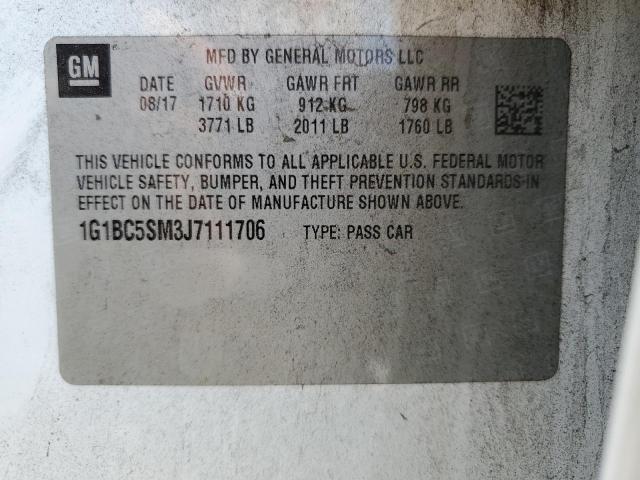 GM
MFD BY GENERAL MOTORS LLC
DATE GVWR GAWR FRT GAWR RR
08/17 1710 KG 912 KG 798 KG
3771 LB 2011 LB 1760 LB
THIS VEHICLE CONFORMS TO ALL APPLICABLE U.S. FEDERAL MOTOR
VEHICLE SAFETY, BUMPER, AND THEFT PREVENTION STANDARDS IN
EFFECT ON THE DATE OF MANUFACTURE SHOWN ABOVE.
1G1BC5SM3J7111706 TYPE: PASS CAR